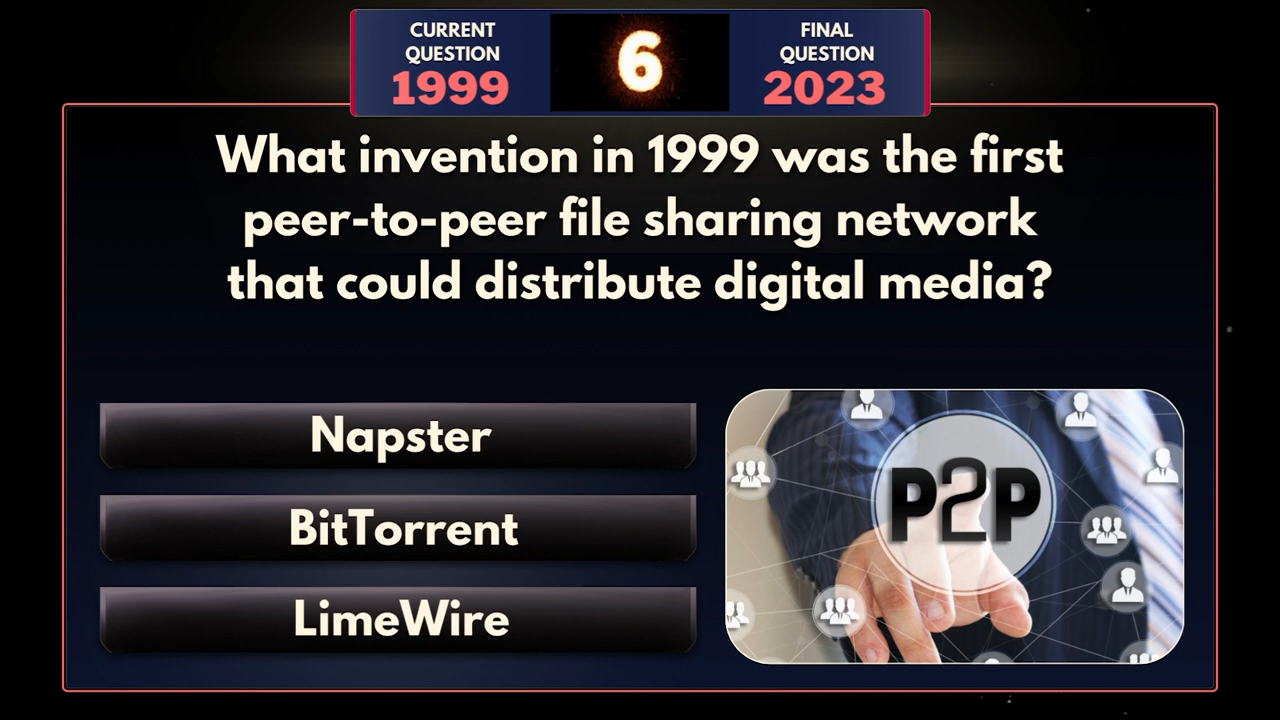 CURRENT
QUESTION
1999
6
FINAL
QUESTION
2023
What invention in 1999 was the first
peer-to-peer file sharing network
that could distribute digital media?
Napster
BitTorrent
LimeWire
P2P